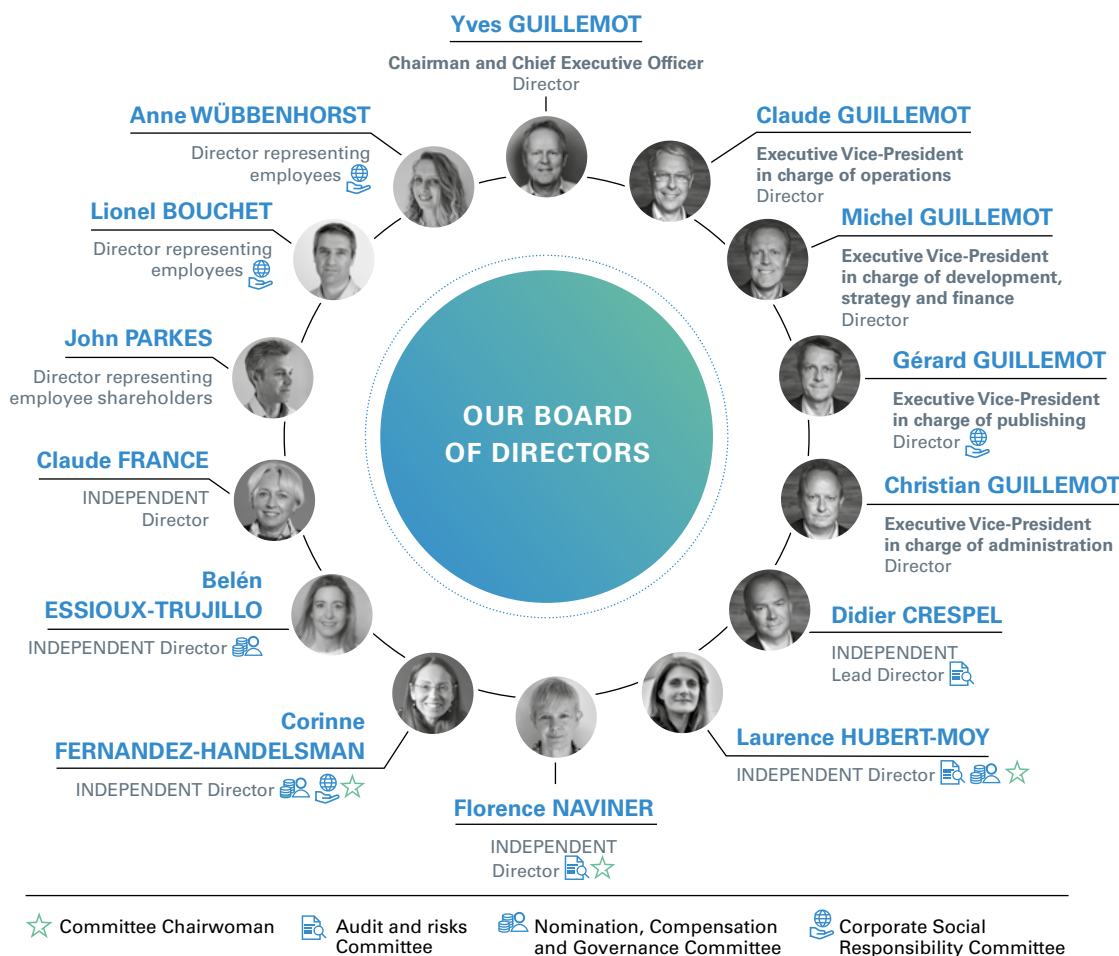 Yves GUILLEMOT
Chairman and Chief Executive Officer
Director
Anne WÜBBENHORST
Director representing
employees
Claude GUILLEMOT
Executive Vice-President
in charge of operations
Director
Lionel BOUCHET
Director representing
employees
Michel GUILLEMOT
Executive Vice-President
in charge of development,
strategy and finance
Director
John PARKES
Director representing
employee shareholders
Gérard GUILLEMOT
Executive Vice-President
in charge of publishing
Director
OUR BOARD
OF DIRECTORS
Claude FRANCE
INDEPENDENT
Director
Christian GUILLEMOT
Executive Vice-President
in charge of administration
Director
Belén
ESSIOUX-TRUJILLO
INDEPENDENT Director
Didier CRESPEL
INDEPENDENT
Lead Director
Corinne
FERNANDEZ-HANDELSMAN
INDEPENDENT Director
Laurence HUBERT-MOY
INDEPENDENT Director
Florence NAVINER
INDEPENDENT
Director
Committee Chairwoman
Audit and risks
Committee
Nomination, Compensation
and Governance Committee
Corporate Social
Responsibility Committee